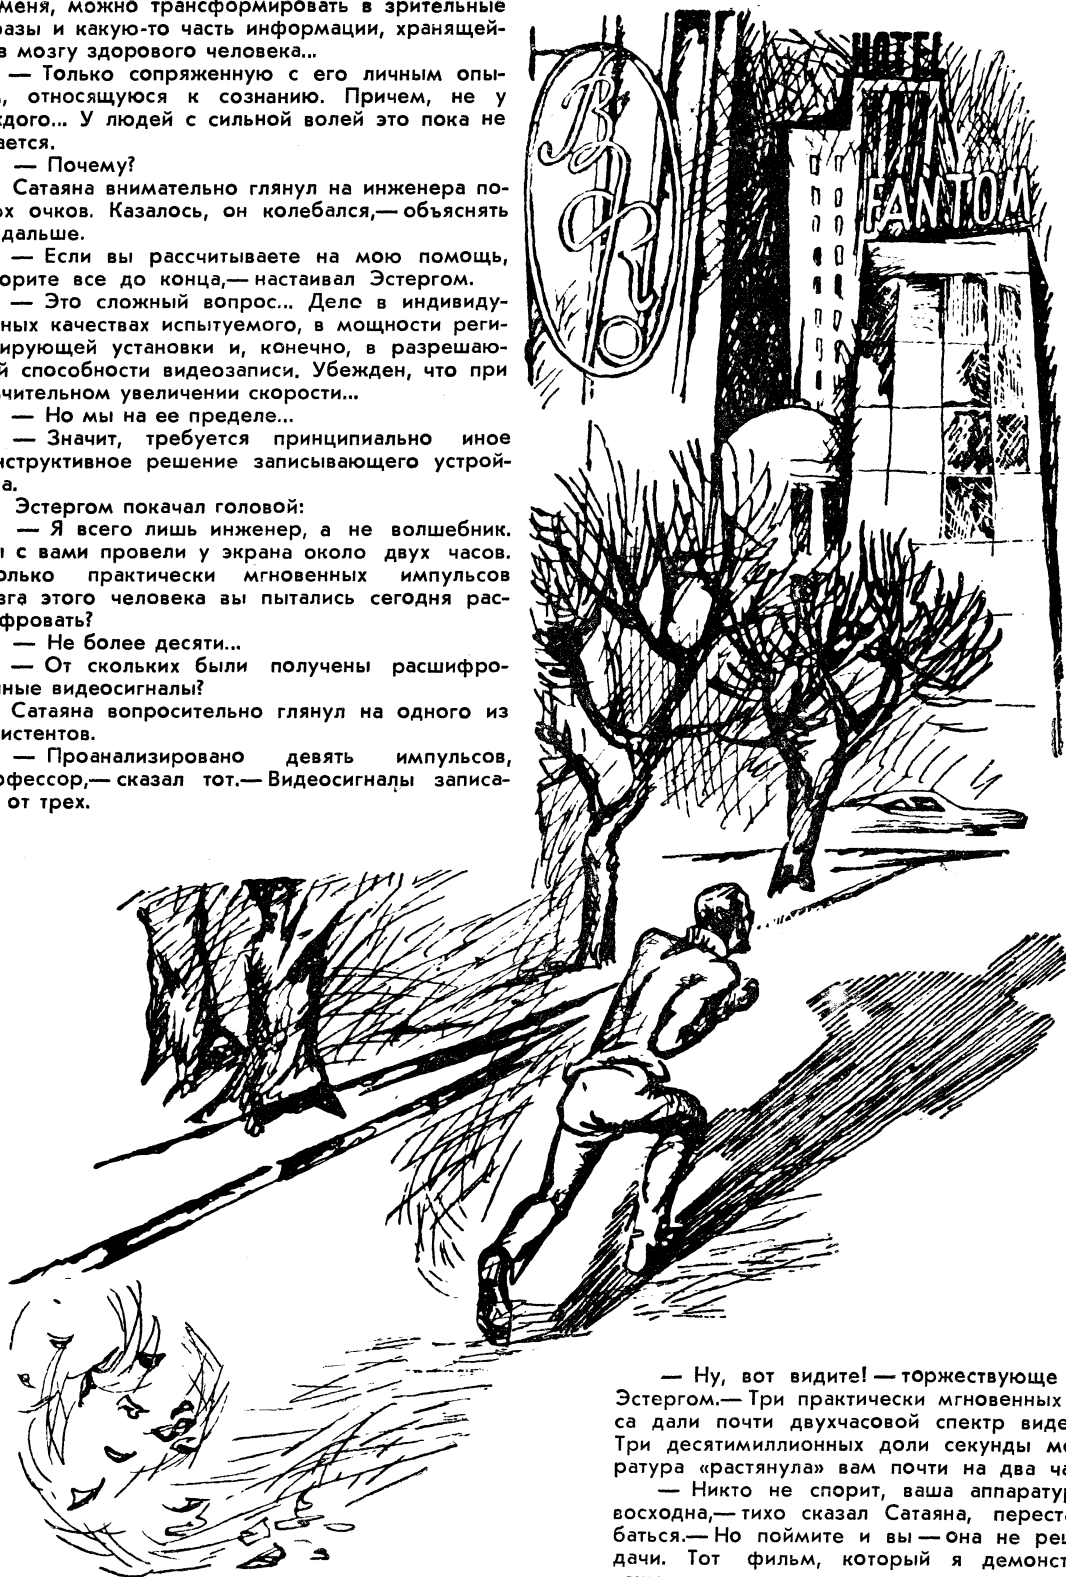 меня, можно трансформировать в зрительные
разы и какую-то часть информации, хранящей-
в мозгу здорового человека...
— Только сопряженную с его личным опы-
, относящуюся к сознанию. Причем, не у
ждого... У людей с сильной волей это пока не
ается.
— Почему?
Сатаяна внимательно глянул на инженера по-
рх очков. Казалось, он колебался,— объяснять
дальше.
— Если вы рассчитываете на мою помощь,
ворите все до конца,— настаивал Эстергом.
— Это сложный вопрос... Дело в индивиду-
ных качествах испытуемого, в мощности реги-
ирующей установки и, конечно, в разрешаю-
й способности видеозаписи. Убежден, что при
чительном увеличении скорости...
— Но мы на ее пределе...
— Значит, требуется принципиально иное
нструктивное решение записывающего устрой-
а.
Эстергом покачал головой:
— Я всего лишь инженер, а не волшебник.
ы с вами провели у экрана около двух часов.
олько практически мгновенных импульсов
зга этого человека вы пытались сегодня рас-
фровать?
— Не более десяти...
— От скольких были получены расшифро-
нные видеосигналы?
Сатаяна вопросительно глянул на одного из
систентов.
— Проанализировано девять импульсов,
офессор,— сказал тот.— Видеосигналы записа-
от трех.
HOTEL
FANTOM
— Ну, вот видите! — торжествующе
Эстергом.— Три практически мгновенных
са дали почти двухчасовой спектр виде
Три десятимиллионных доли секунды мо
ратура «растянула» вам почти на два ча
— Никто не спорит, ваша аппарату
восходна,— тихо сказал Сатаяна, переста
баться.— Но поймите и вы — она не реш
дачи. Тот фильм, который я демонст